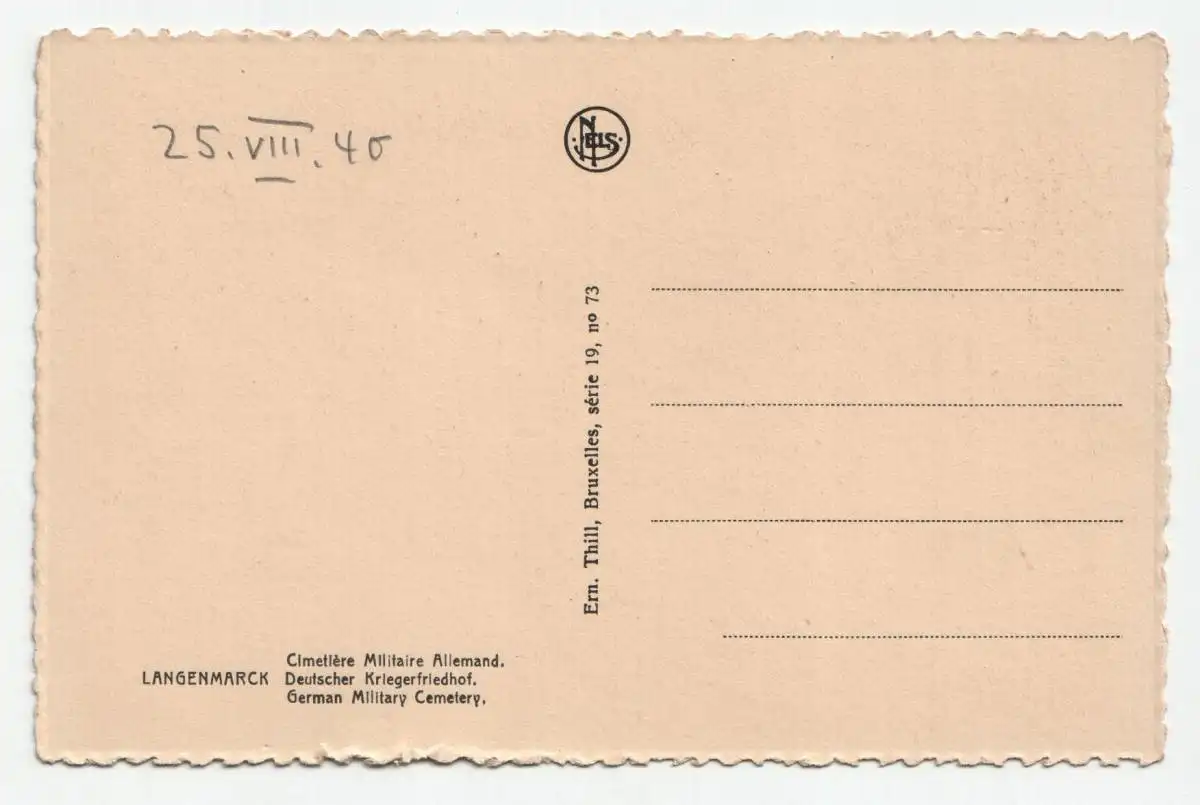 25.VIII.40
NELS
Ern. Thill, Bruxelles, série 19, no 73
Cimetière Militaire Allemand.
LANGENMARCK Deutscher Kriegerfriedhof.
German Military Cemetery.